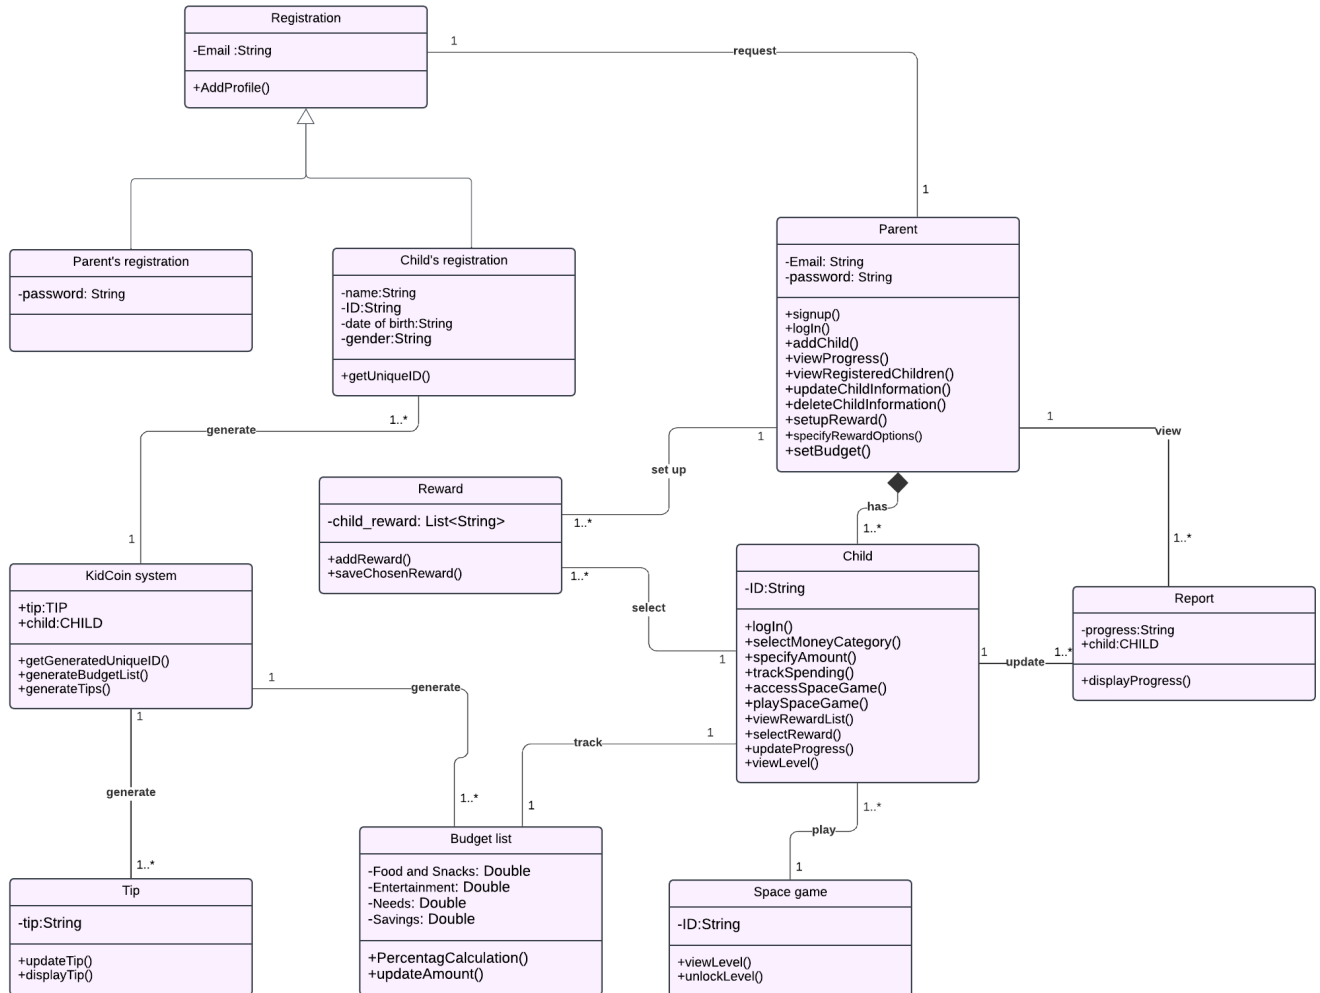 Registration
-Email :String
+AddProfile()
1
request
1
Parent's registration
-password: String
Child's registration
-name:String
-ID:String
-date of birth:String
-gender:String
+getUniqueID()
Parent
-Email: String
-password: String
+signup()
+logIn()
+addChild()
+viewProgress()
+viewRegisteredChildren()
+updateChildInformation()
+deleteChildInformation()
+setupReward()
+specifyRewardOptions()
+setBudget()
1..*
generate
1
1
set up
1..*
1
view
1..*
has
1..*
Reward
-child_reward: List<String>
+addReward()
+saveChosenReward()
1..*
select
1
KidCoin system
+tip:TIP
+child:CHILD
+getGeneratedUniqueID()
+generateBudgetList()
+generateTips()
Child
-ID:String
+logIn()
+selectMoneyCategory()
+specifyAmount()
+trackSpending()
+accessSpaceGame()
+playSpaceGame()
+viewRewardList()
+selectReward()
+updateProgress()
+viewLevel()
1
update
1..*
Report
-progress:String
+child:CHILD
+displayProgress()
1
generate
1..*
1
track
1
1
generate
1..*
1..*
play
1
Tip
-tip:String
+updateTip()
+displayTip()
Budget list
-Food and Snacks: Double
-Entertainment: Double
-Needs: Double
-Savings: Double
+PercentagCalculation()
+updateAmount()
Space game
-ID:String
+viewLevel()
+unlockLevel()